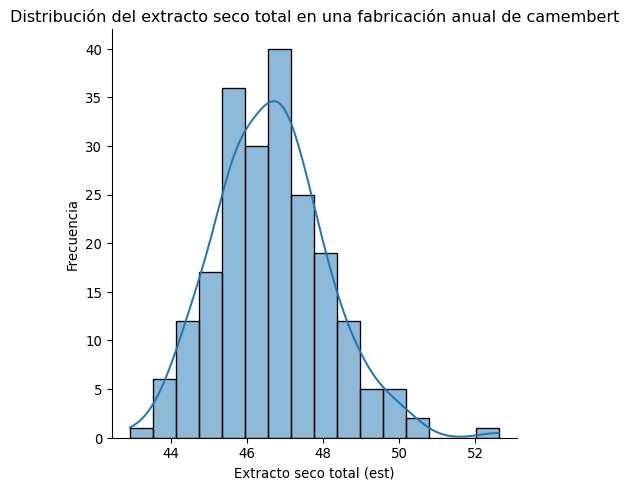 Distribución del extracto seco total en una fabricación anual de camembert
40
35
30
25
20
15
10
5
0
Frecuencia
44 46 48 50 52
Extracto seco total (est)